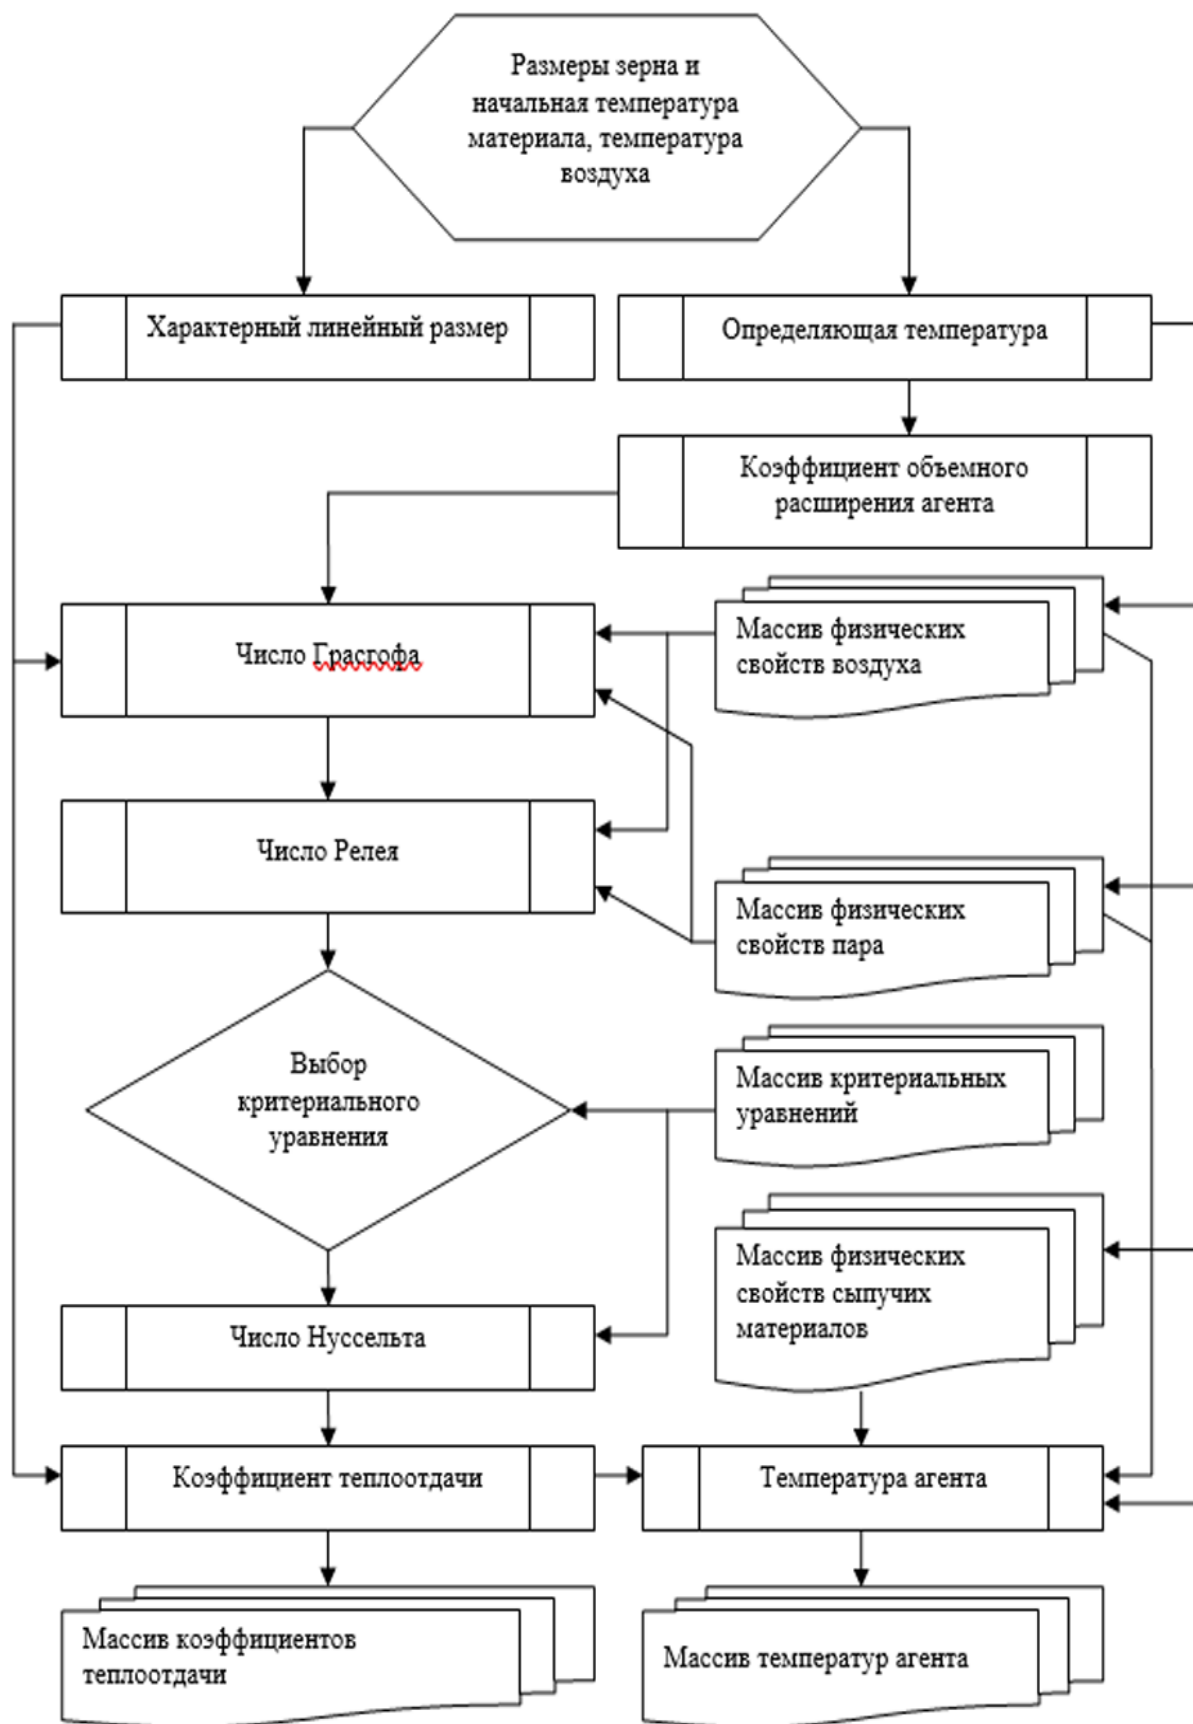 Размеры зерна и
начальная температура
материала, температура
воздуха
Характерный линейный размер
Определяющая температура
Коэффициент объемного
расширения агента
Число Грасгофа
Массив физических
свойств воздуха
Число Релея
Массив физических
свойств пара
Выбор
критериального
уравнения
Массив критериальных
уравнений
Массив физических
свойств сыпучих
материалов
Число Нуссельта
Коэффициент теплоотдачи
Температура агента
Массив коэффициентов
теплоотдачи
Массив температур агента